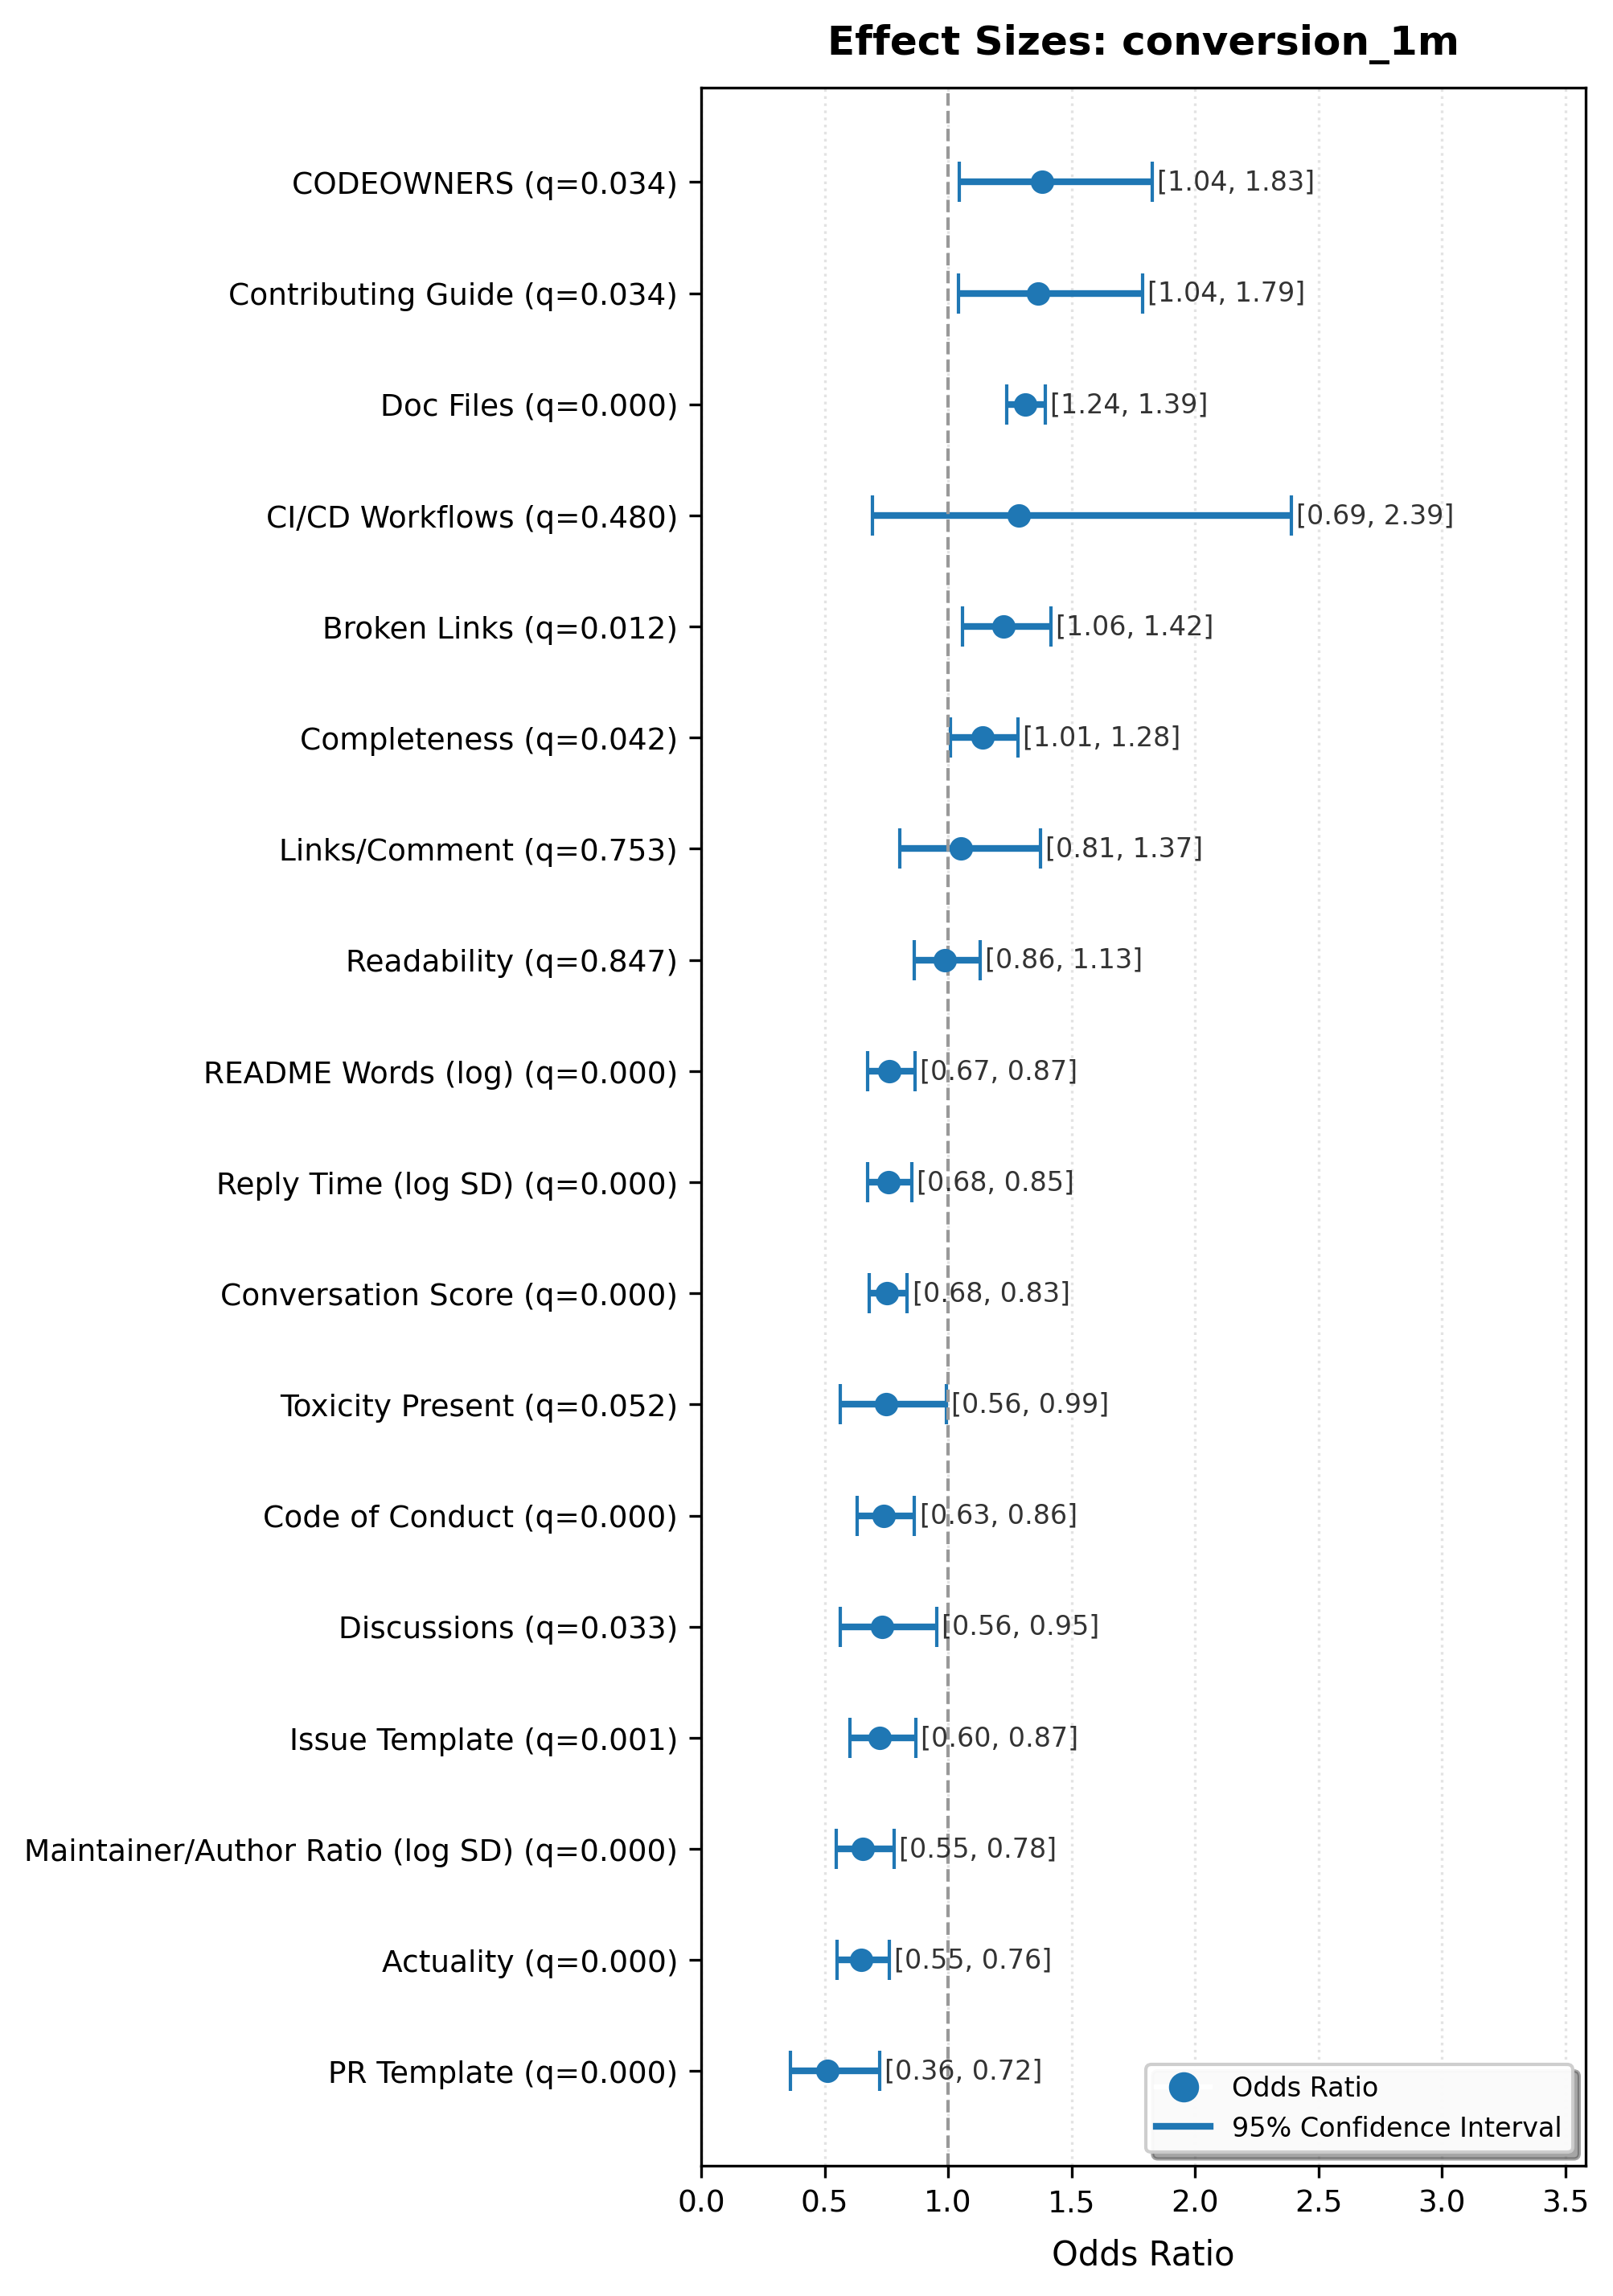 Effect Sizes: conversion_1m
CODEOWNERS (q=0.034) [1.04, 1.83]
Contributing Guide (q=0.034) [1.04, 1.79]
Doc Files (q=0.000) [1.24, 1.39]
CI/CD Workflows (q=0.480) [0.69, 2.39]
Broken Links (q=0.012) [1.06, 1.42]
Completeness (q=0.042) [1.01, 1.28]
Links/Comment (q=0.753) [0.81, 1.37]
Readability (q=0.847) [0.86, 1.13]
README Words (log) (q=0.000) [0.67, 0.87]
Reply Time (log SD) (q=0.000) [0.68, 0.85]
Conversation Score (q=0.000) [0.68, 0.83]
Toxicity Present (q=0.052) [0.56, 0.99]
Code of Conduct (q=0.000) [0.63, 0.86]
Discussions (q=0.033) [0.56, 0.95]
Issue Template (q=0.001) [0.60, 0.87]
Maintainer/Author Ratio (log SD) (q=0.000) [0.55, 0.78]
Actuality (q=0.000) [0.55, 0.76]
PR Template (q=0.000) [0.36, 0.72]
Odds Ratio
95% Confidence Interval
0.0 0.5 1.0 1.5 2.0 2.5 3.0 3.5
Odds Ratio